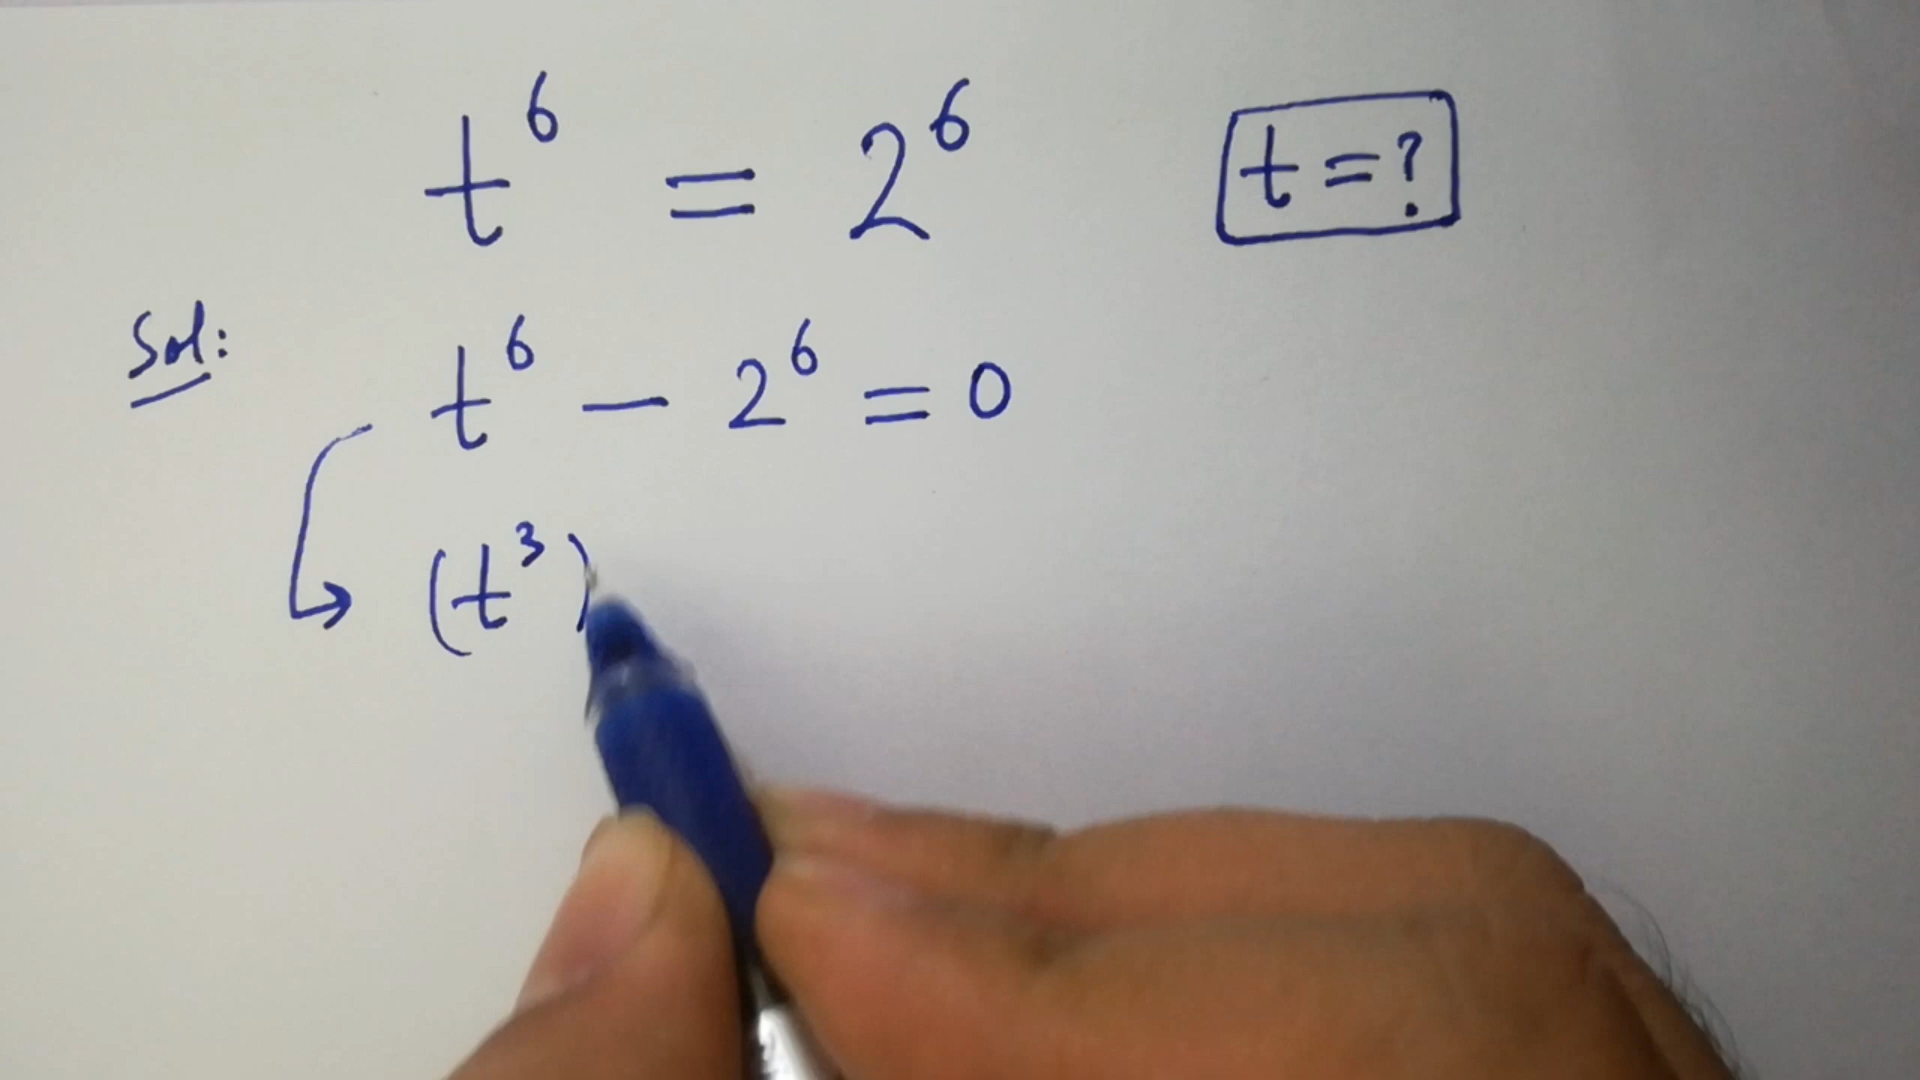 t⁶ = 2⁶ t = ?
Sol: t⁶ − 2⁶ = 0
(t³)